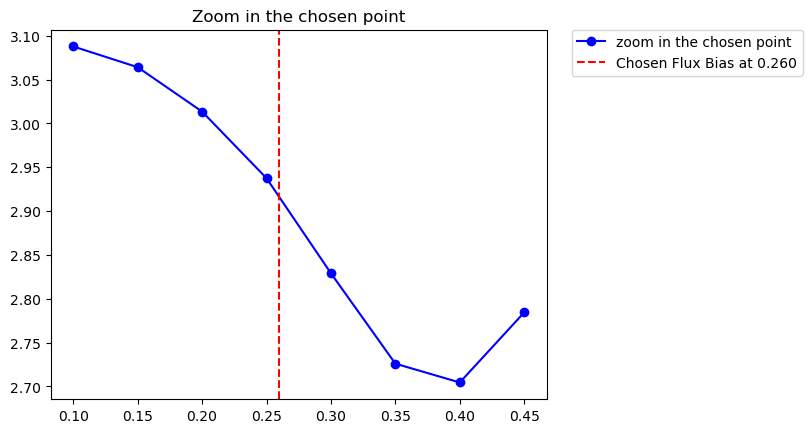 Zoom in the chosen point
3.10
3.05
3.00
2.95
2.90
2.85
2.80
2.75
2.70
0.10 0.15 0.20 0.25 0.30 0.35 0.40 0.45
zoom in the chosen point
Chosen Flux Bias at 0.260